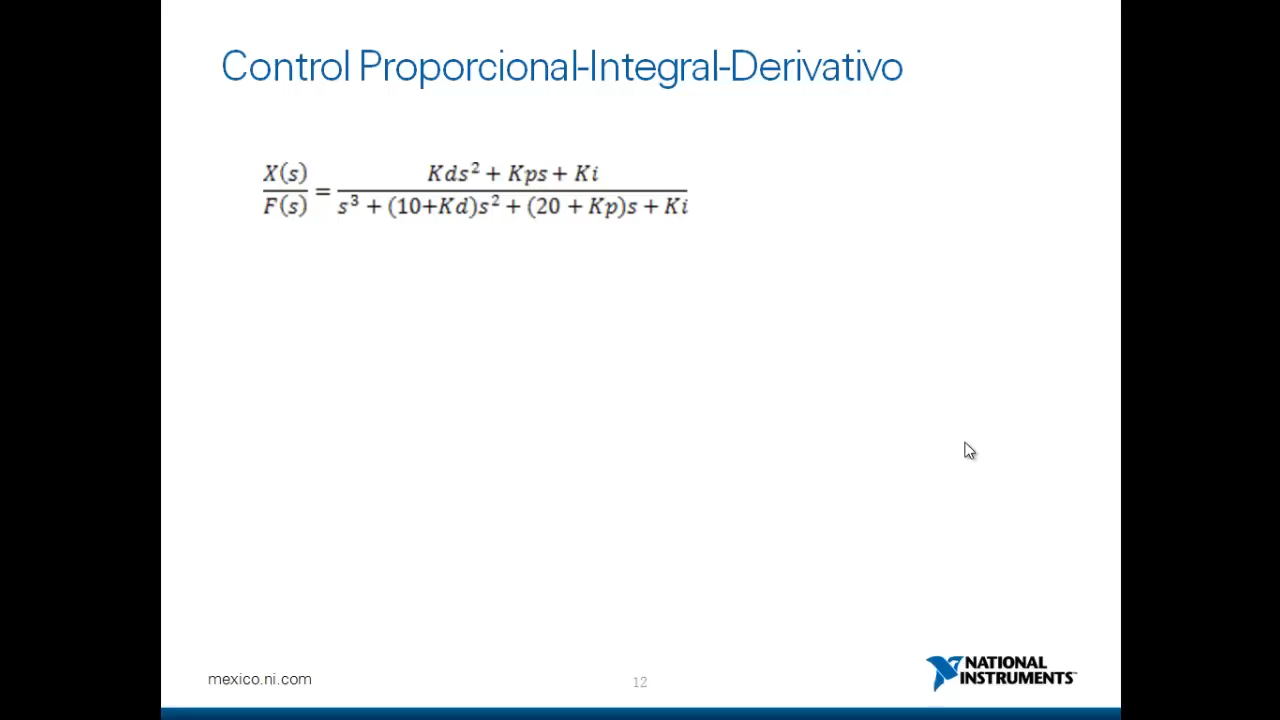 Control Proporcional-Integral-Derivativo
X(s)/F(s) = (Kds² + Kps + Ki)/(s³ + (10+Kd)s² + (20 + Kp)s + Ki)
mexico.ni.com
12
NATIONAL
INSTRUMENTS™